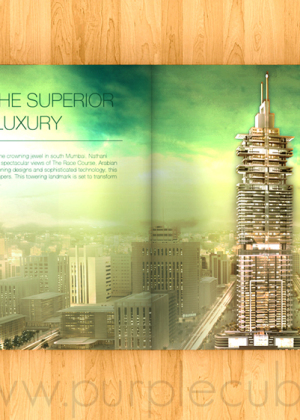 HE SUPERIOR
LUXURY
he crowning jewel in south Mumbai, Nathani
spectacular views of The Race Course, Arabian
ning designs and sophisticated technology, this
pers. This towering landmark is set to transform
www.purplecub